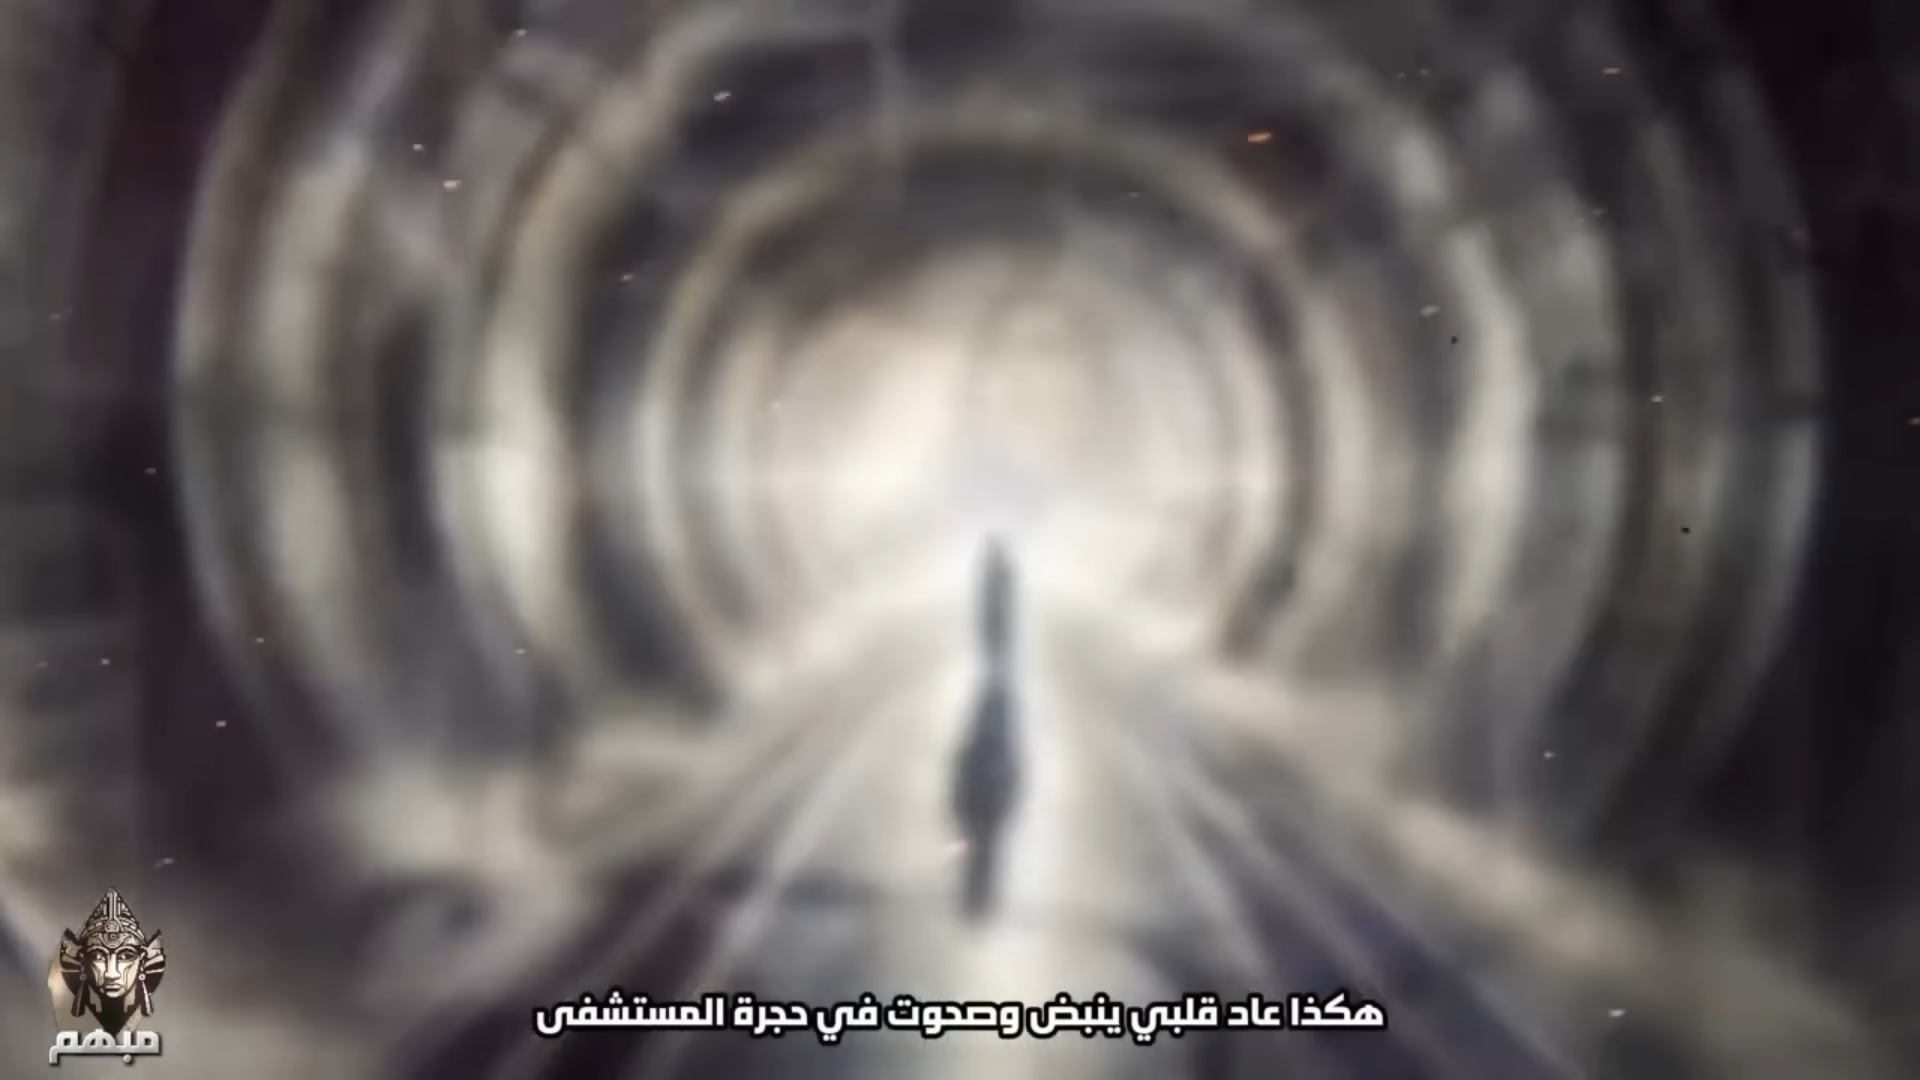 هكذا عاد قلبي ينبض وصحوت في حجرة المستشفى
مبهم